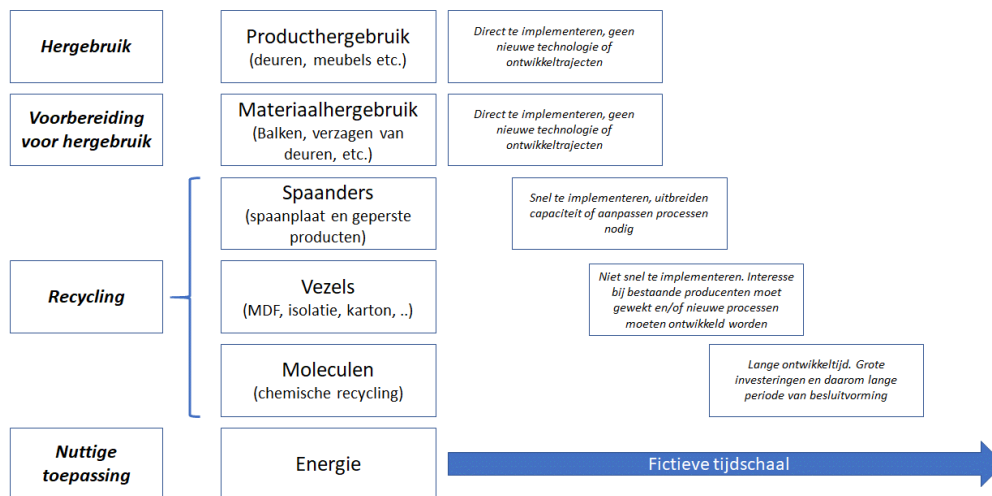 Hergebruik
Producthergebruik
(deuren, meubels etc.)
Direct te implementeren, geen
nieuwe technologie of
ontwikkeltrajecten
Voorbereiding
voor hergebruik
Materiaalhergebruik
(Balken, verzagen van
deuren, etc.)
Direct te implementeren, geen
nieuwe technologie of
ontwikkeltrajecten
Recycling
Spaanders
(spaanplaat en geperste
producten)
Snel te implementeren, uitbreiden
capaciteit of aanpassen processen
nodig
Vezels
(MDF, isolatie, karton, ..)
Niet snel te implementeren. Interesse
bij bestaande producenten moet
gewekt en/of nieuwe processen
moeten ontwikkeld worden
Moleculen
(chemische recycling)
Lange ontwikkeltijd. Grote
investeringen en daarom lange
periode van besluitvorming
Nuttige
toepassing
Energie
Fictieve tijdschaal